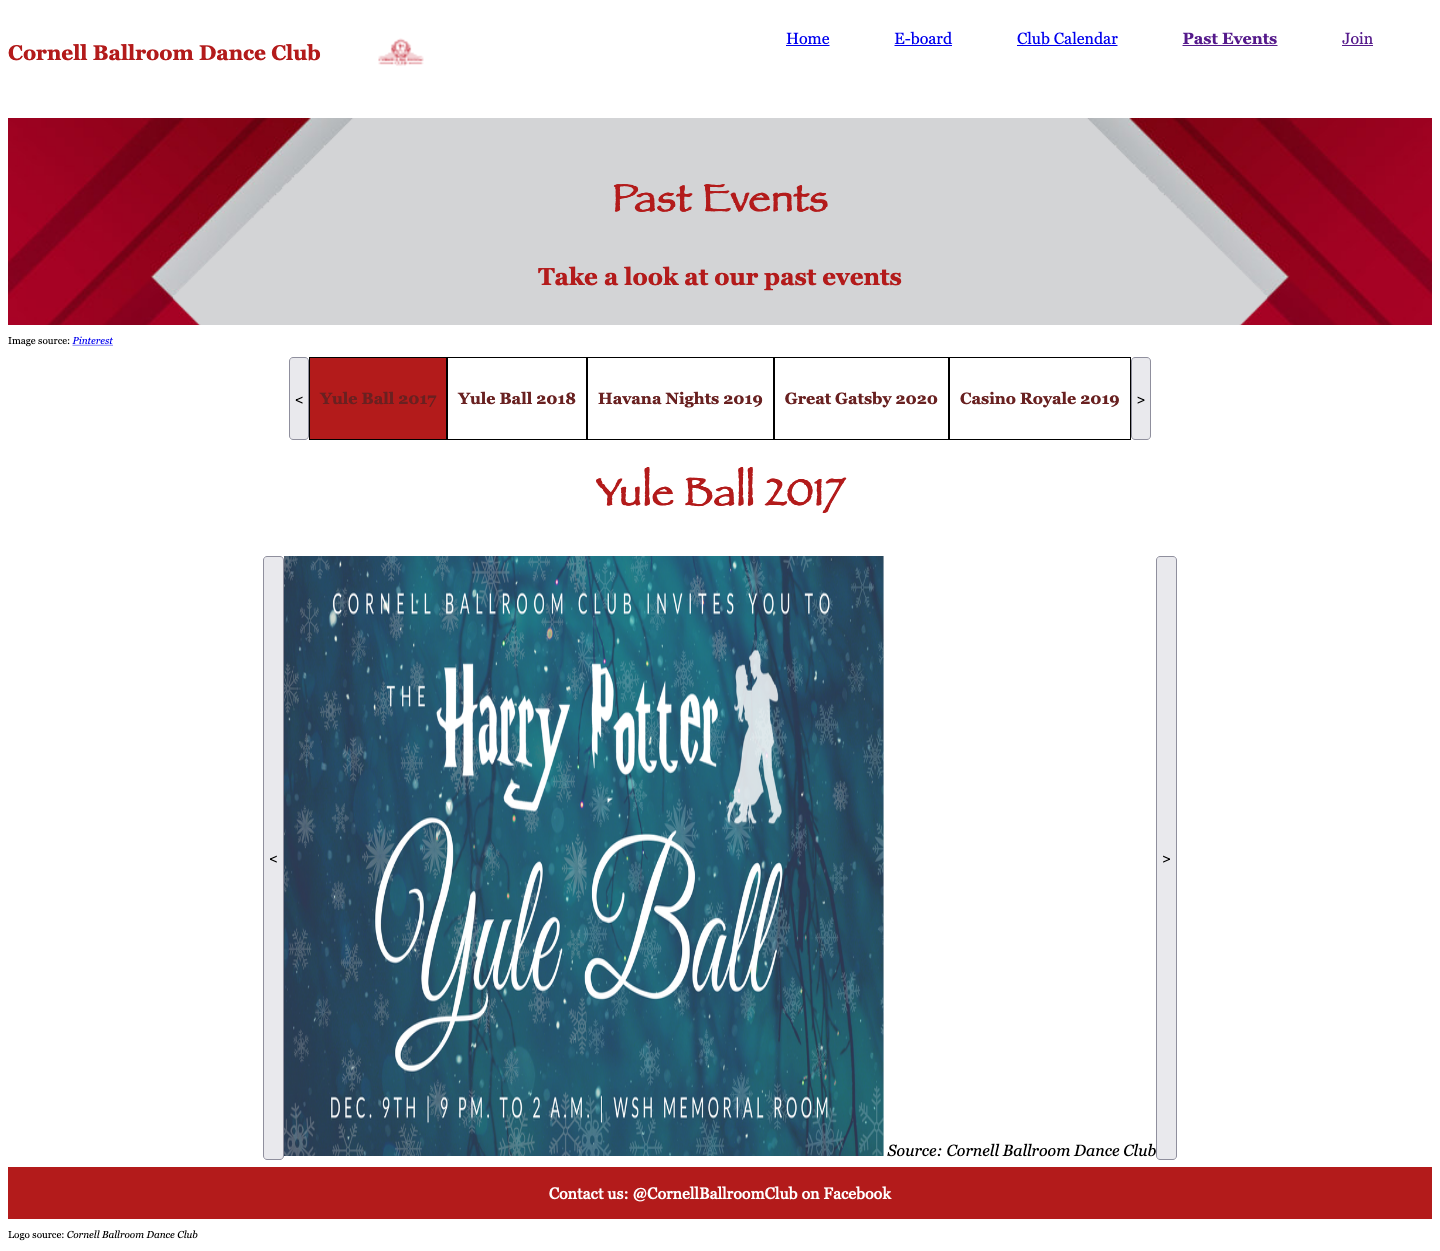 Cornell Ballroom Dance Club
Home E-board Club Calendar Past Events Join
Past Events
Take a look at our past events
Image source: Pinterest
< Yule Ball 2017 Yule Ball 2018 Havana Nights 2019 Great Gatsby 2020 Casino Royale 2019 >
Yule Ball 2017
CORNELL BALLROOM CLUB INVITES YOU TO
THE Harry Potter
< >
Yule Ball
DEC. 9TH | 9 PM. TO 2 A.M. | WSH MEMORIAL ROOM
Source: Cornell Ballroom Dance Club
Contact us: @CornellBallroomClub on Facebook
Logo source: Cornell Ballroom Dance Club